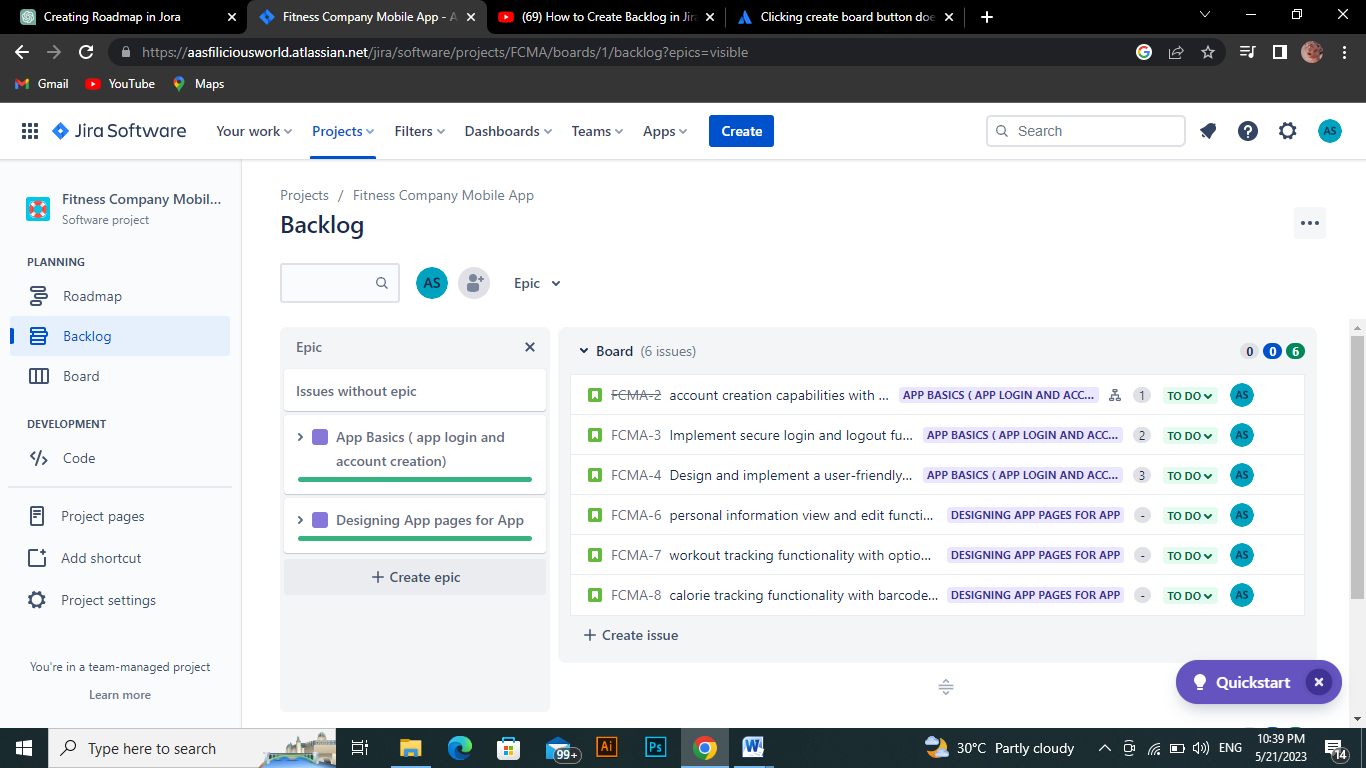 Creating Roadmap in Jora
Fitness Company Mobile App - A
(69) How to Create Backlog in Jira
Clicking create board button doe
https://aasfiliciousworld.atlassian.net/jira/software/projects/FCMA/boards/1/backlog?epics=visible
Gmail
YouTube
Maps
Jira Software
Your work
Projects
Filters
Dashboards
Teams
Apps
Create
Search
AS
Fitness Company Mobil...
Software project
PLANNING
Roadmap
Backlog
Board
DEVELOPMENT
Code
Project pages
Add shortcut
Project settings
You're in a team-managed project
Learn more
Projects / Fitness Company Mobile App
Backlog
AS
Epic
Epic
Issues without epic
App Basics ( app login and
account creation)
Designing App pages for App
+ Create epic
Board (6 issues) 0 0 6
FCMA-2 account creation capabilities with ... APP BASICS ( APP LOGIN AND ACC... 1 TO DO AS
FCMA-3 Implement secure login and logout fu... APP BASICS ( APP LOGIN AND ACC... 2 TO DO AS
FCMA-4 Design and implement a user-friendly... APP BASICS ( APP LOGIN AND ACC... 3 TO DO AS
FCMA-6 personal information view and edit functi... DESIGNING APP PAGES FOR APP - TO DO AS
FCMA-7 workout tracking functionality with optio... DESIGNING APP PAGES FOR APP - TO DO AS
FCMA-8 calorie tracking functionality with barcode... DESIGNING APP PAGES FOR APP - TO DO AS
+ Create issue
Quickstart
Type here to search
99+
Ai
Ps
W
30°C Partly cloudy
ENG
10:39 PM
5/21/2023
14